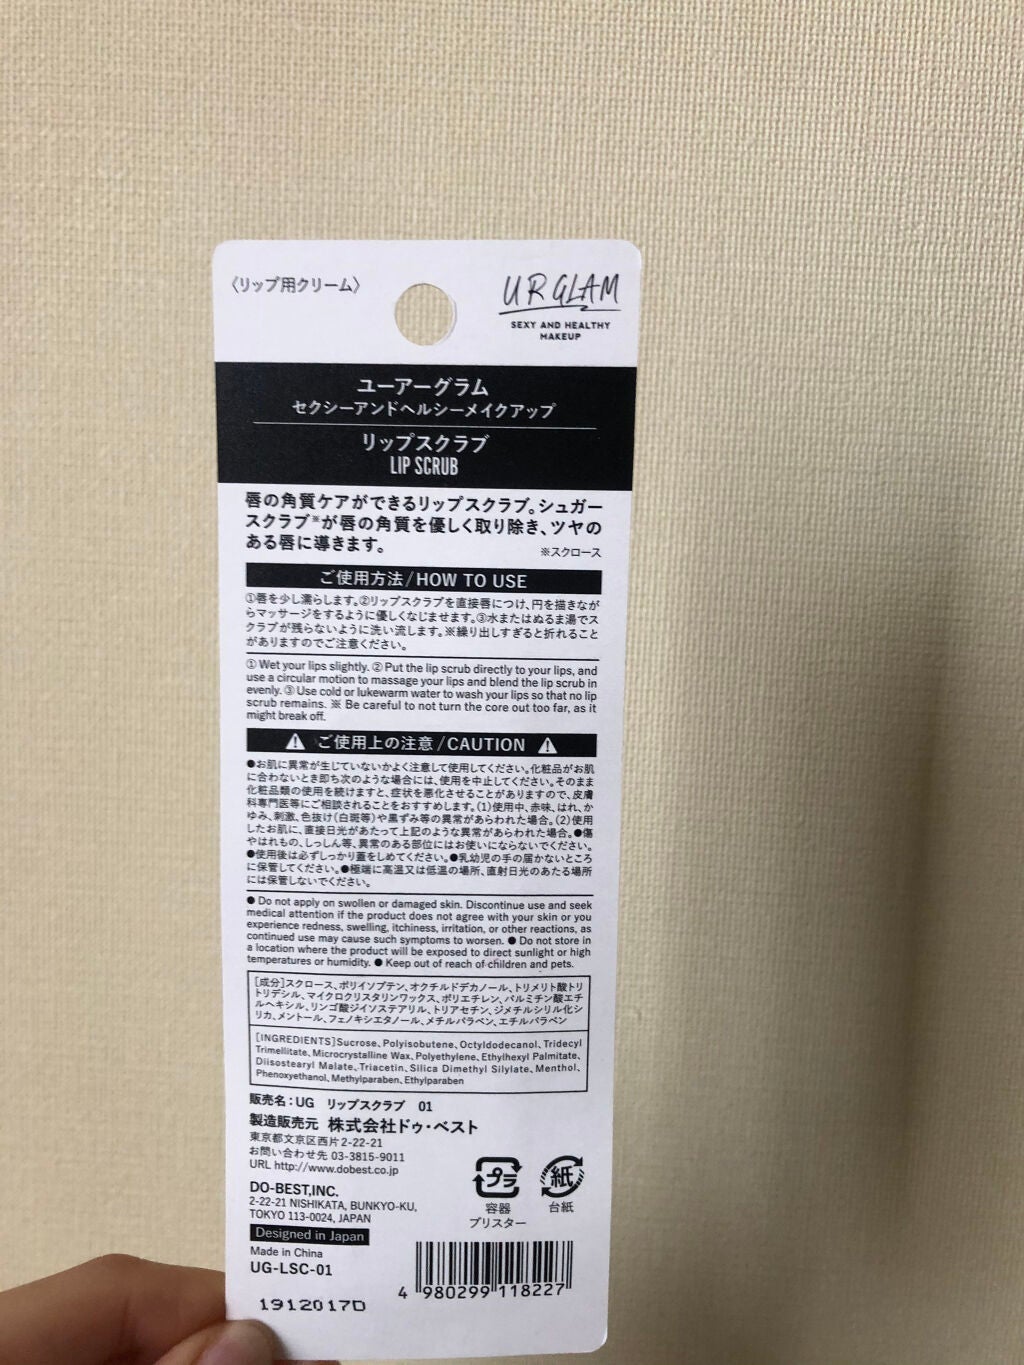 〈リップ用クリーム〉
URGLAM
SEXY AND HEALTHY
MAKEUP
ユーアーグラム
セクシーアンドヘルシーメイクアップ
リップスクラブ
LIP SCRUB
唇の角質ケアができるリップスクラブ。シュガー
スクラブ※が唇の角質を優しく取り除き、ツヤの
ある唇に導きます。
※スクロース
ご使用方法/HOW TO USE
①唇を少し濡らします。②リップスクラブを直接唇につけ、円を描きなが
らマッサージをするように優しくなじませます。③水またはぬるま湯でス
クラブが残らないように洗い流します。※繰り出しすぎると折れること
がありますのでご注意ください。
① Wet your lips slightly. ② Put the lip scrub directly to your lips, and
use a circular motion to massage your lips and blend the lip scrub in
evenly. ③ Use cold or lukewarm water to wash your lips so that no lip
scrub remains. ※ Be careful to not turn the core out too far, as it
might break off.
ご使用上の注意/CAUTION
●お肌に異常が生じていないかよく注意して使用してください。化粧品がお肌
に合わないとき即ち次のような場合には、使用を中止してください。そのまま
化粧品類の使用を続けますと、症状を悪化させることがありますので、皮膚
科専門医等にご相談されることをおすすめします。(1)使用中、赤味、はれ、か
ゆみ、刺激、色抜け(白斑等)や黒ずみ等の異常があらわれた場合。(2)使用
したお肌に、直接日光があたって上記のような異常があらわれた場合。●傷
やはれもの、しっしん等、異常のある部位にはお使いにならないでください。
●使用後は必ずしっかり蓋をしめてください。●乳幼児の手の届かないところ
に保管してください。●極端に高温又は低温の場所、直射日光のあたる場所
には保管しないでください。
● Do not apply on swollen or damaged skin. Discontinue use and seek
medical attention if the product does not agree with your skin or you
experience redness, swelling, itchiness, irritation, or other reactions, as
continued use may cause such symptoms to worsen. ● Do not store in
a location where the product will be exposed to direct sunlight or high
temperatures or humidity. ● Keep out of reach of children and pets.
[成分]スクロース、ポリイソブテン、オクチルドデカノール、トリメリト酸トリ
トリデシル、マイクロクリスタリンワックス、ポリエチレン、パルミチン酸エチ
ルヘキシル、リンゴ酸ジイソステアリル、トリアセチン、ジメチルシリル化シ
リカ、メントール、フェノキシエタノール、メチルパラベン、エチルパラベン
[INGREDIENTS]Sucrose、Polyisobutene、Octyldodecanol、Tridecyl
Trimellitate、Microcrystalline Wax、Polyethylene、Ethylhexyl Palmitate、
Diisostearyl Malate、Triacetin、Silica Dimethyl Silylate、Menthol、
Phenoxyethanol、Methylparaben、Ethylparaben
販売名:UG リップスクラブ 01
製造販売元 株式会社ドゥ・ベスト
東京都文京区西片2-22-21
お問い合わせ先 03-3815-9011
URL http://www.dobest.co.jp
DO-BEST,INC.
2-22-21 NISHIKATA, BUNKYO-KU,
TOKYO 113-0024, JAPAN
Designed in Japan
Made in China
UG-LSC-01
プラ
容器
ブリスター
紙
台紙
4 980299 118227
1912017D